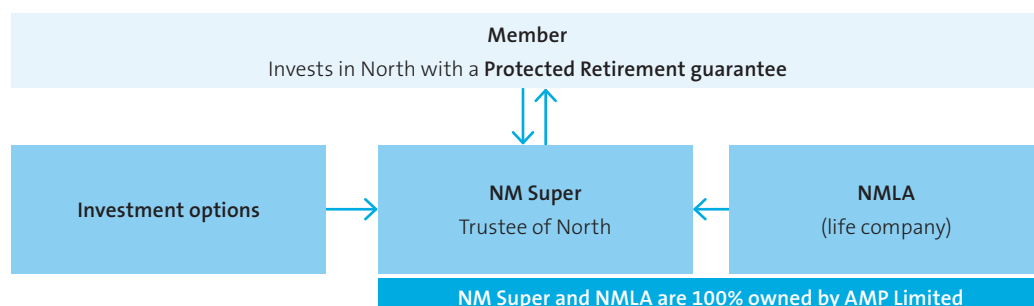 Member
Invests in North with a Protected Retirement guarantee
Investment options
NM Super
Trustee of North
NMLA
(life company)
NM Super and NMLA are 100% owned by AMP Limited